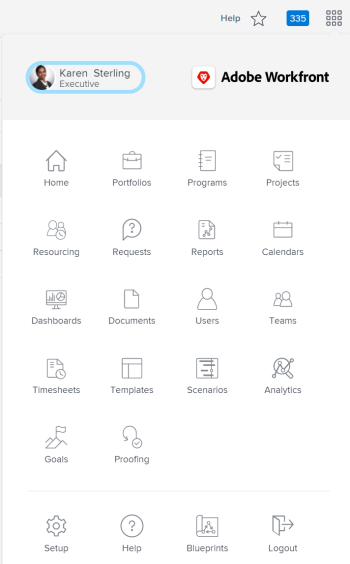 Help 335
Karen Sterling
Executive
Adobe Workfront
Home Portfolios Programs Projects
Resourcing Requests Reports Calendars
Dashboards Documents Users Teams
Timesheets Templates Scenarios Analytics
Goals Proofing
Setup Help Blueprints Logout